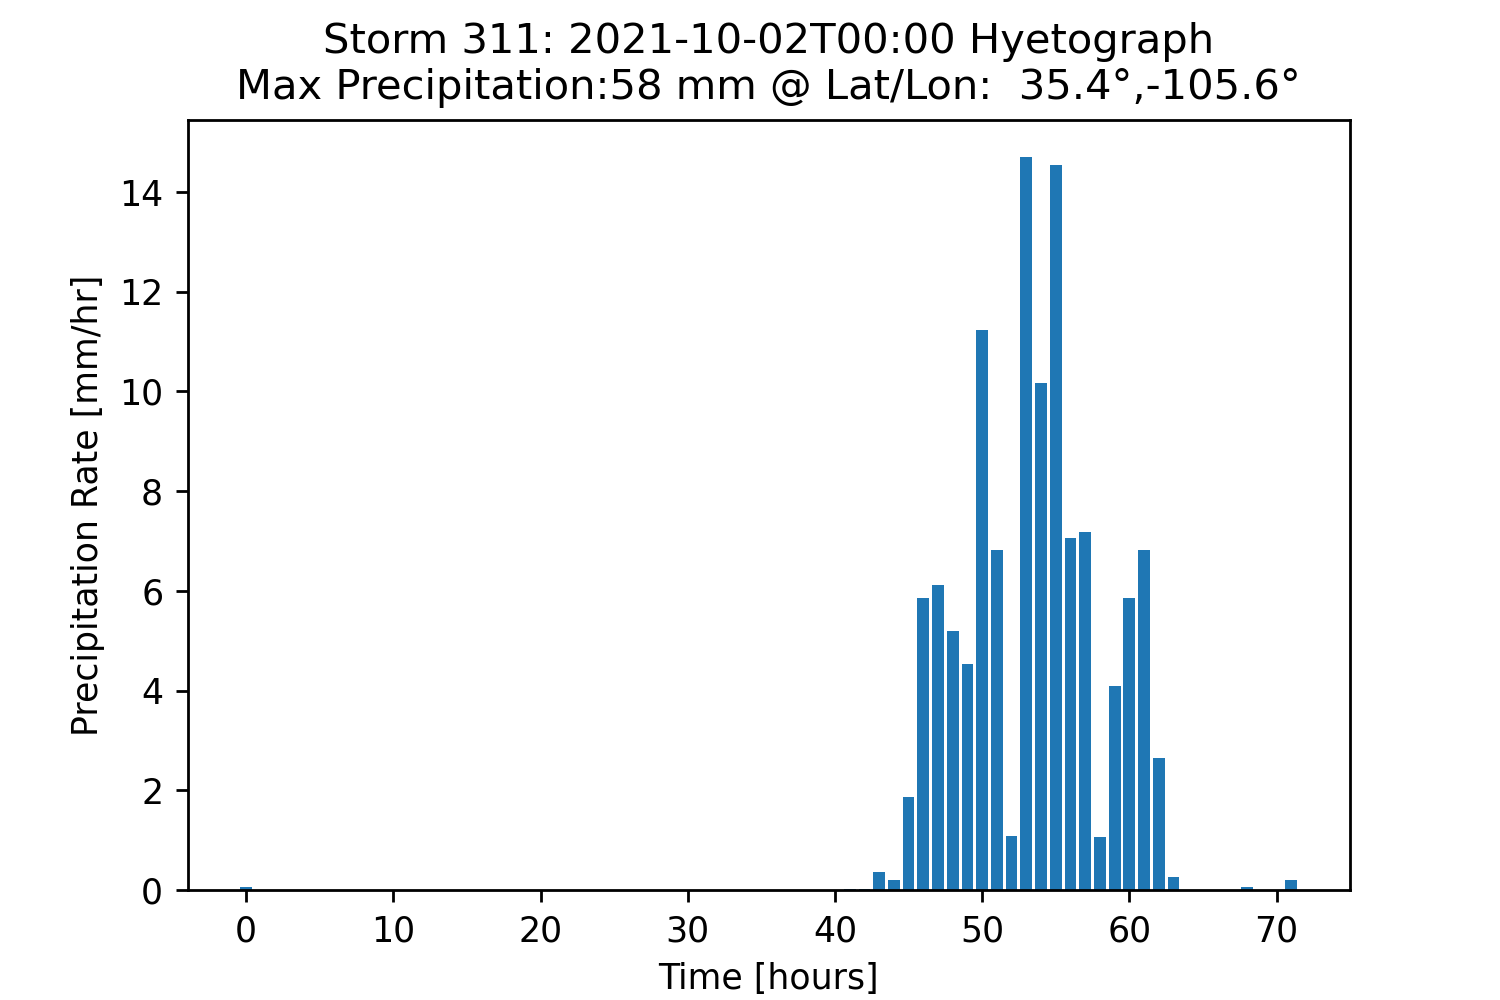 Storm 311: 2021-10-02T00:00 Hyetograph
Max Precipitation:58 mm @ Lat/Lon:  35.4°,-105.6°
Precipitation Rate [mm/hr]
14
12
10
8
6
4
2
0
0 10 20 30 40 50 60 70
Time [hours]